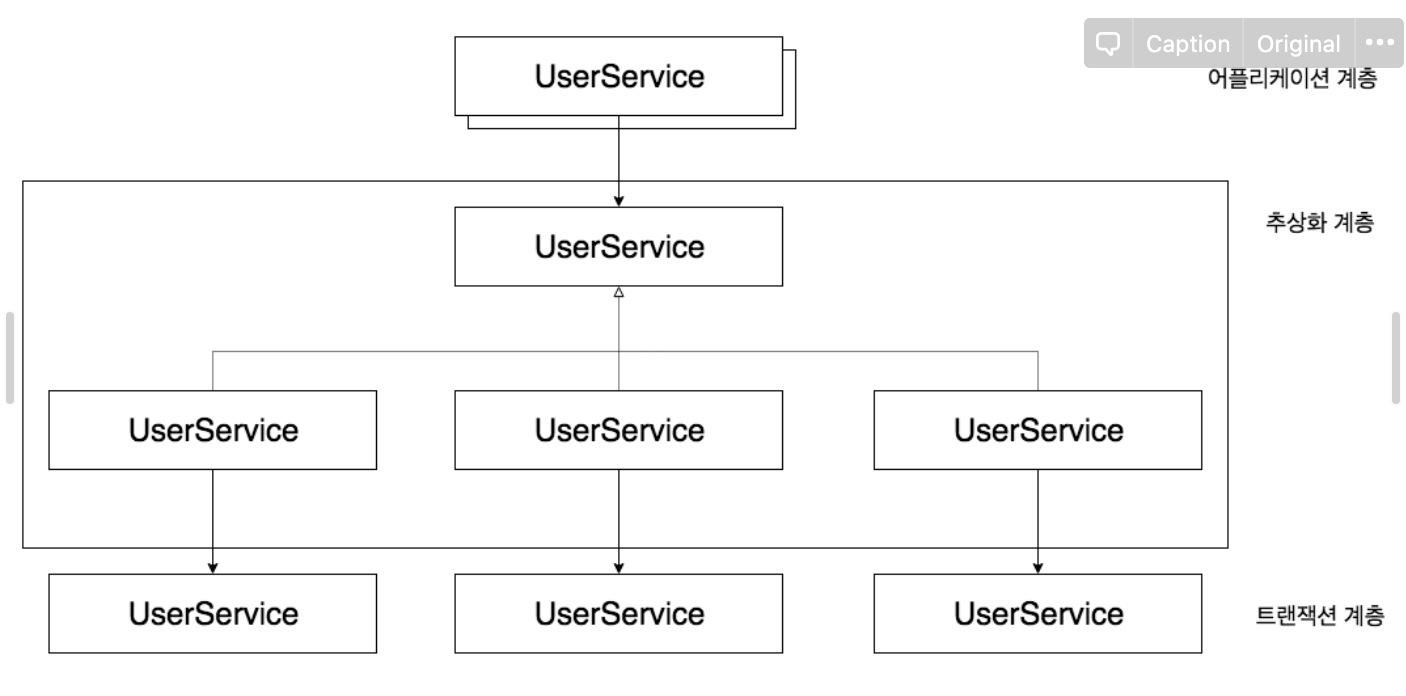 Caption Original
UserService
어플리케이션 계층
추상화 계층
UserService
UserService UserService UserService
UserService UserService UserService
트랜잭션 계층